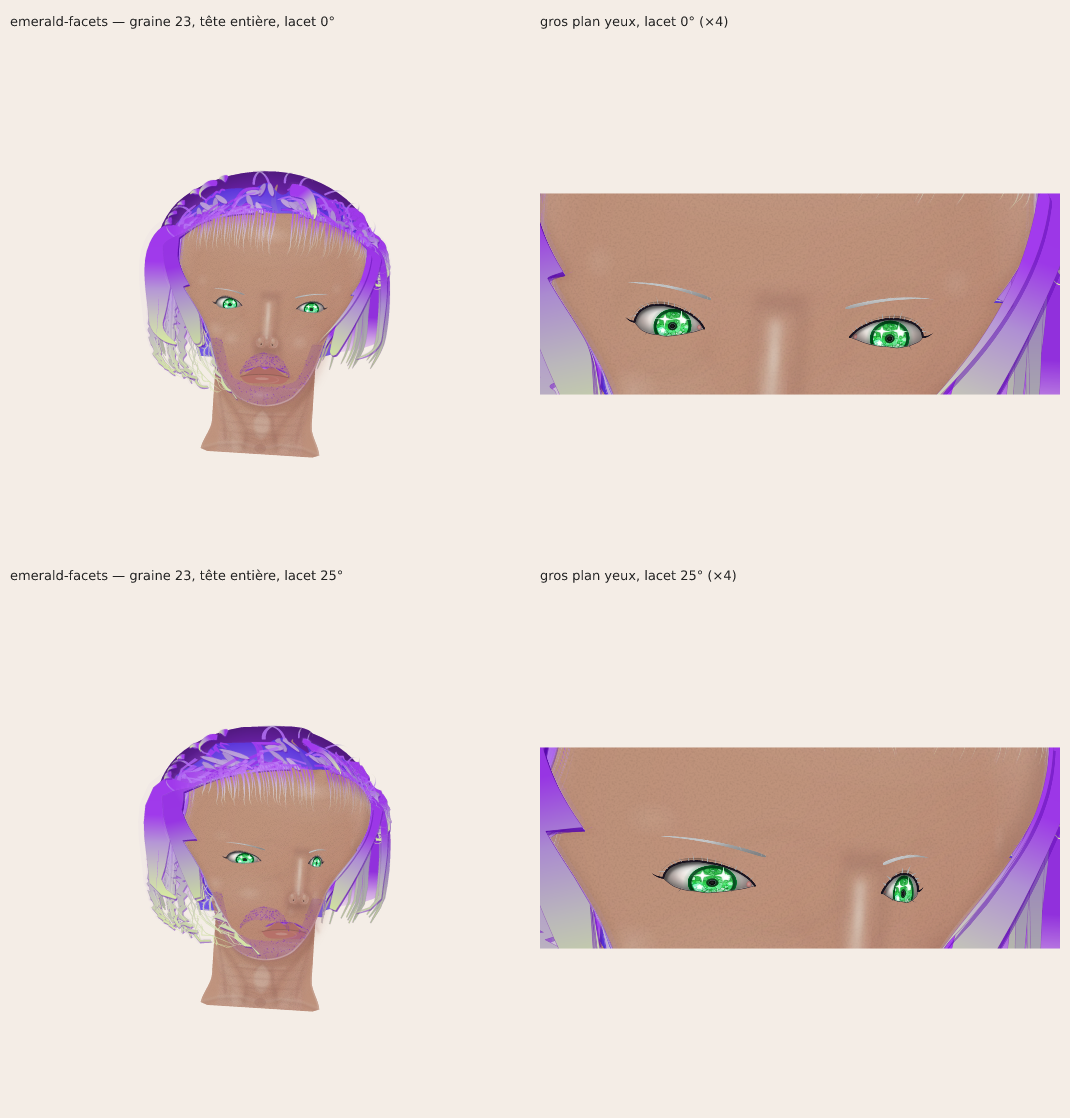 emerald-facets — graine 23, tête entière, lacet 0°
gros plan yeux, lacet 0° (×4)
emerald-facets — graine 23, tête entière, lacet 25°
gros plan yeux, lacet 25° (×4)